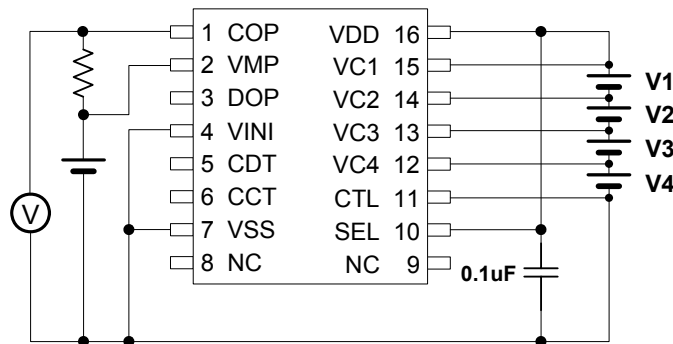 1 COP VDD 16
2 VMP VC1 15
3 DOP VC2 14
4 VINI VC3 13
5 CDT VC4 12
6 CCT CTL 11
7 VSS SEL 10
8 NC NC 9
V1
V2
V3
V4
V
0.1uF